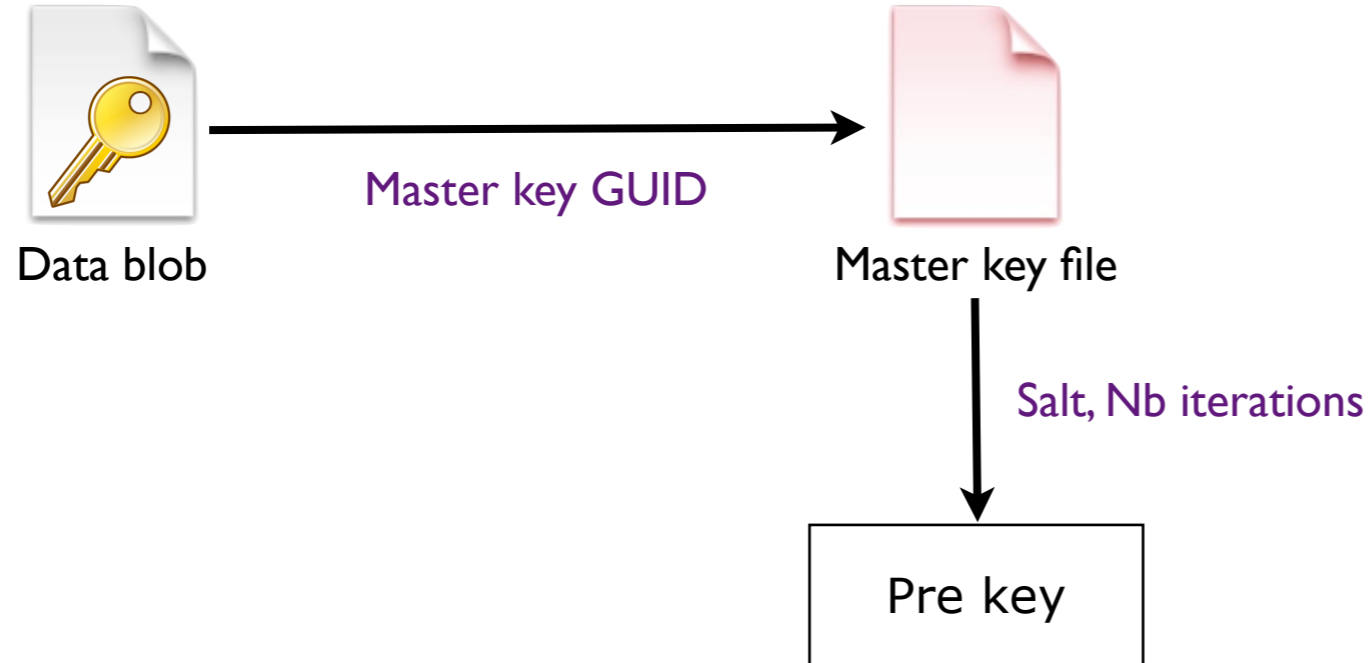 Master key GUID
Data blob
Master key file
Salt, Nb iterations
Pre key